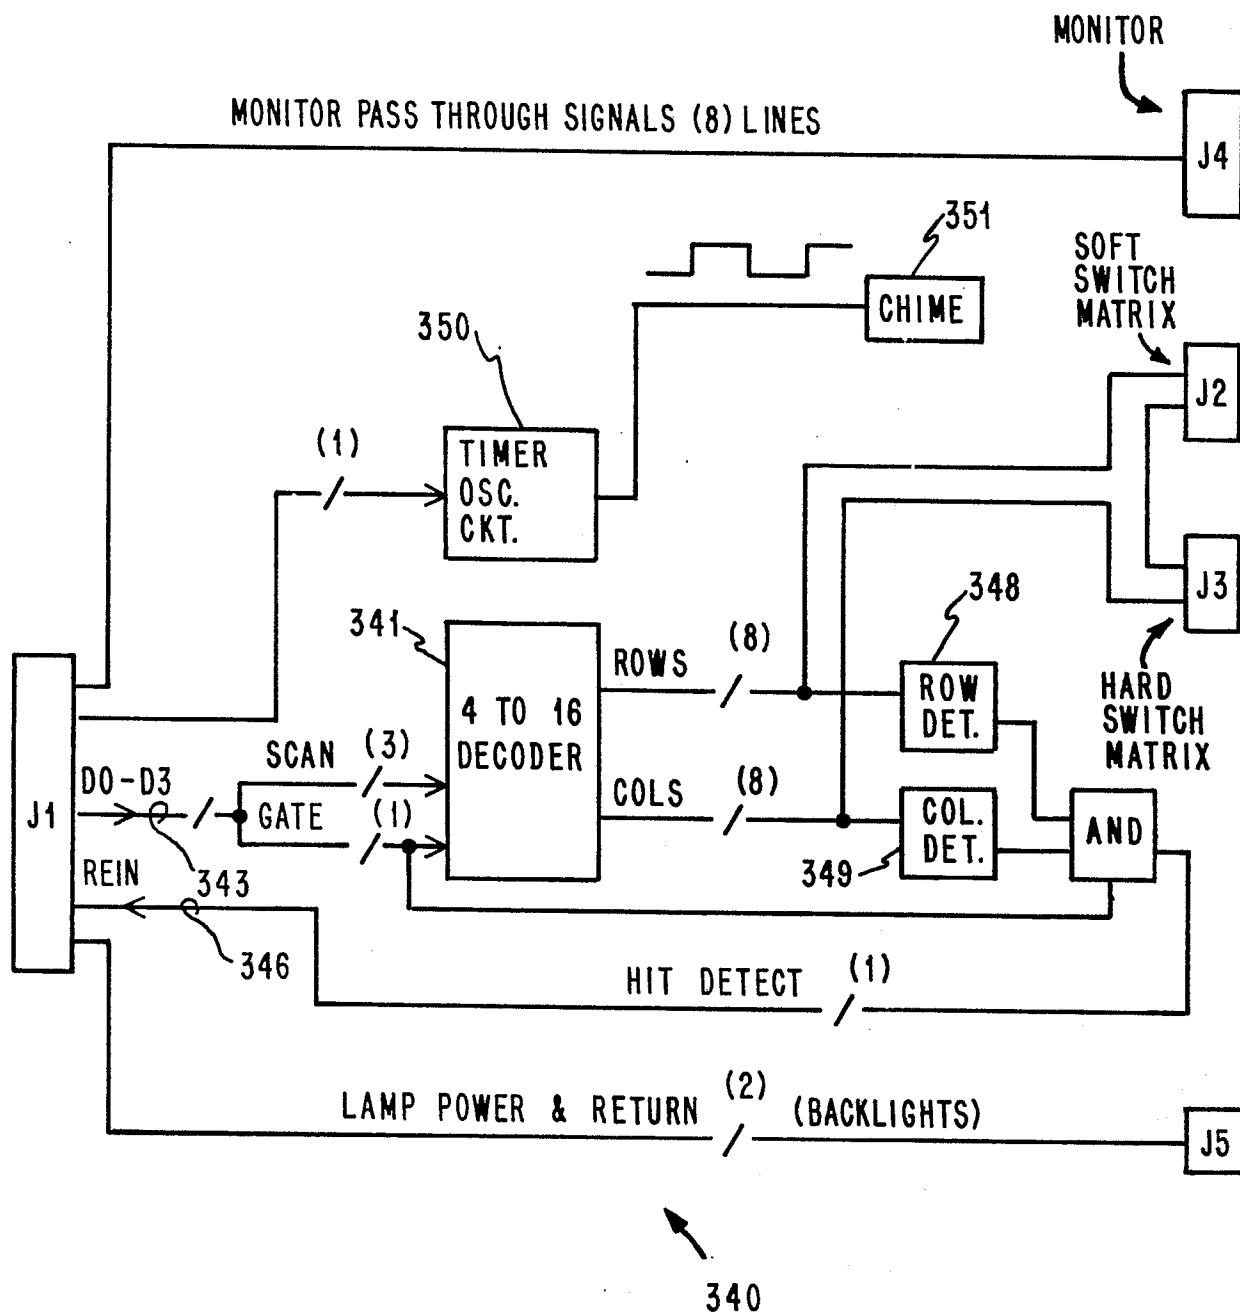 MONITOR
MONITOR PASS THROUGH SIGNALS (8) LINES
J4
351
SOFT
SWITCH
MATRIX
CHIME
350
J2
(1)
TIMER
OSC.
CKT.
J3
348
341
ROWS
(8)
ROW
DET.
HARD
SWITCH
MATRIX
4 TO 16
DECODER
SCAN
(3)
J1
D0-D3
GATE
(1)
COLS
(8)
COL.
DET.
AND
349
REIN
343
346
HIT DETECT
(1)
LAMP POWER & RETURN (2) (BACKLIGHTS)
J5
340